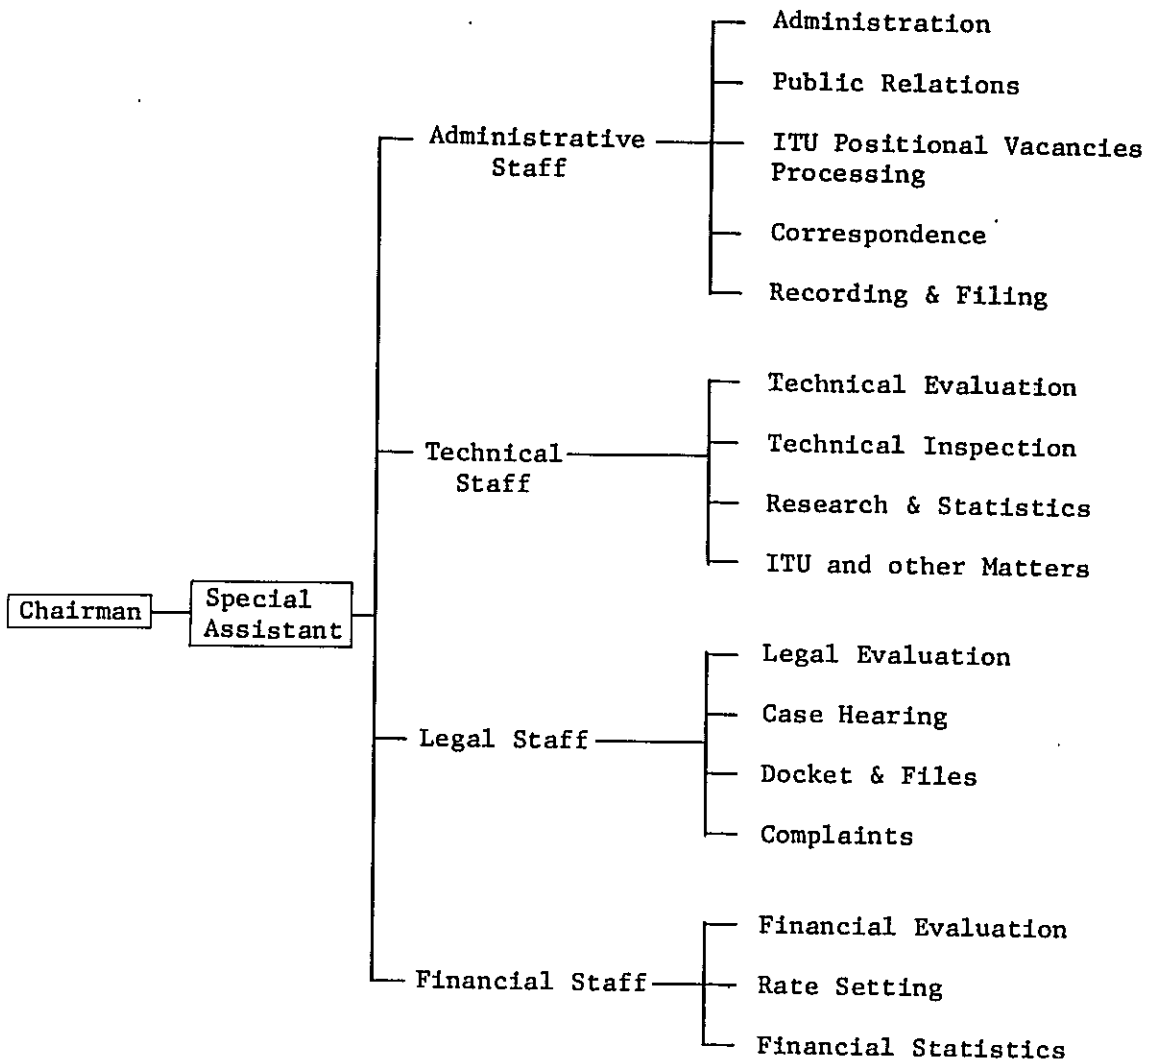 Chairman
Special
Assistant
Administrative
Staff
Administration
Public Relations
ITU Positional Vacancies
Processing
Correspondence
Recording & Filing
Technical
Staff
Technical Evaluation
Technical Inspection
Research & Statistics
ITU and other Matters
Legal Staff
Legal Evaluation
Case Hearing
Docket & Files
Complaints
Financial Staff
Financial Evaluation
Rate Setting
Financial Statistics